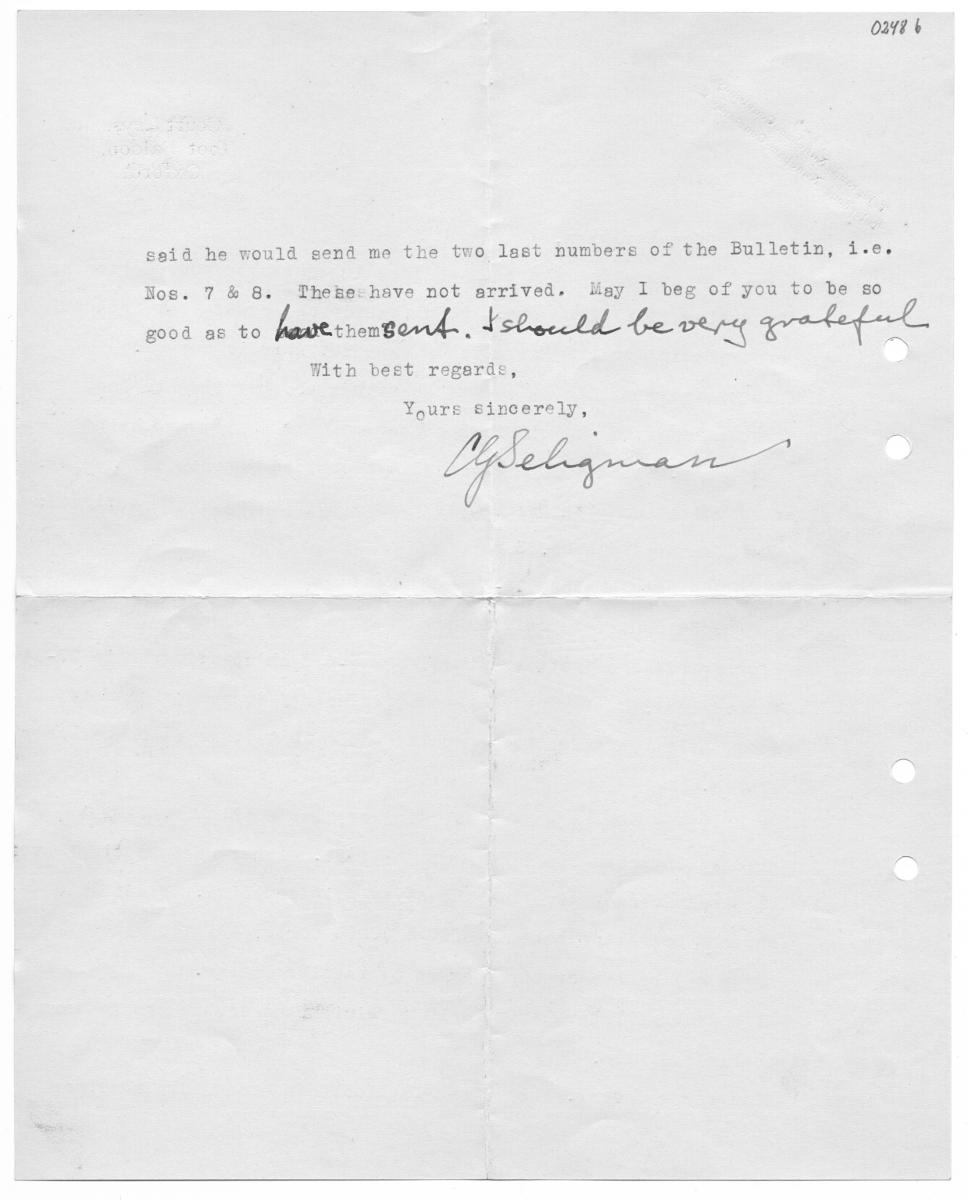 0248 b
said he would send me the two last numbers of the Bulletin, i.e.
Nos. 7 & 8. These have not arrived. May I beg of you to be so
good as to have them sent. I should be very grateful
With best regards,
Yours sincerely,
CGSeligman